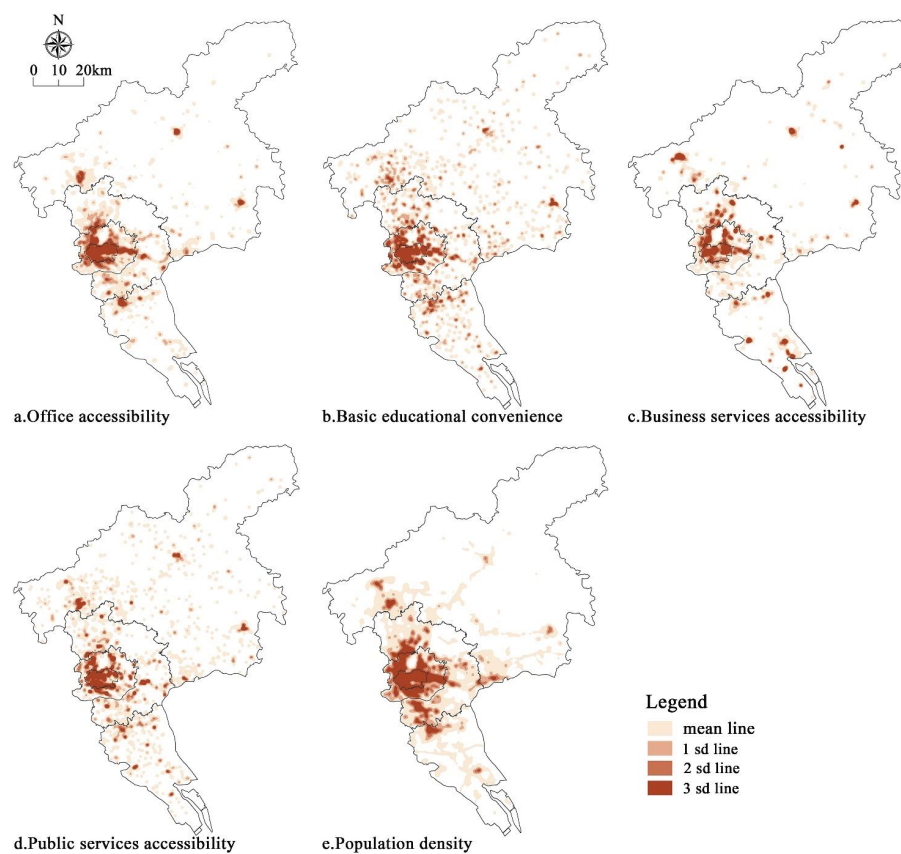 N
0 10 20km
a.Office accessibility
b.Basic educational convenience
c.Business services accessibility
d.Public services accessibility
e.Population density
Legend
mean line
1 sd line
2 sd line
3 sd line